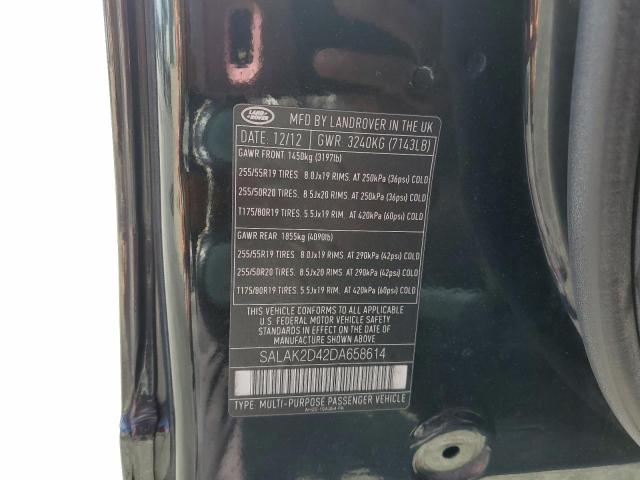 LAND ROVER
MFD BY LANDROVER IN THE UK
DATE: 12/12 GWR: 3240KG (7143LB)
GAWR FRONT 1450kg (3197lb)
255/55R19 TIRES. 8.0Jx19 RIMS. AT 250kPa (36psi) COLD
255/50R20 TIRES. 8.5Jx20 RIMS. AT 250kPa (36psi) COLD
T175/80R19 TIRES. 5.5Jx19 RIM. AT 420kPa (60psi) COLD
GAWR REAR 1855kg (4090lb)
255/55R19 TIRES. 8.0Jx19 RIMS. AT 290kPa (42psi) COLD
255/50R20 TIRES. 8.5Jx20 RIMS. AT 290kPa (42psi) COLD
T175/80R19 TIRES. 5.5Jx19 RIM. AT 420kPa (60psi) COLD
THIS VEHICLE CONFORMS TO ALL APPLICABLE
U.S. FEDERAL MOTOR VEHICLE SAFETY
STANDARDS IN EFFECT ON THE DATE OF
MANUFACTURE SHOWN ABOVE
SALAK2D42DA658614
TYPE: MULTI-PURPOSE PASSENGER VEHICLE